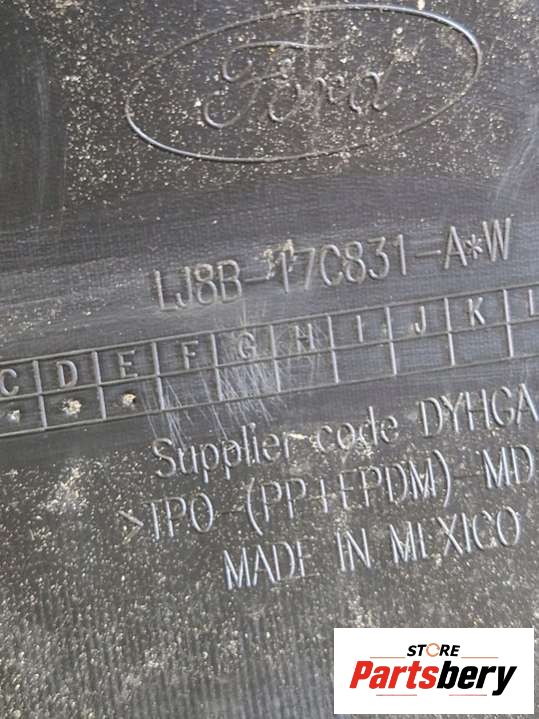 Ford
LJ8B-17C831-A*W
C D E F G H I J K L
Supplier code DYHGA
>TPO-(PP+EPDM)-MD
MADE IN MEXICO
STORE
Partsbery